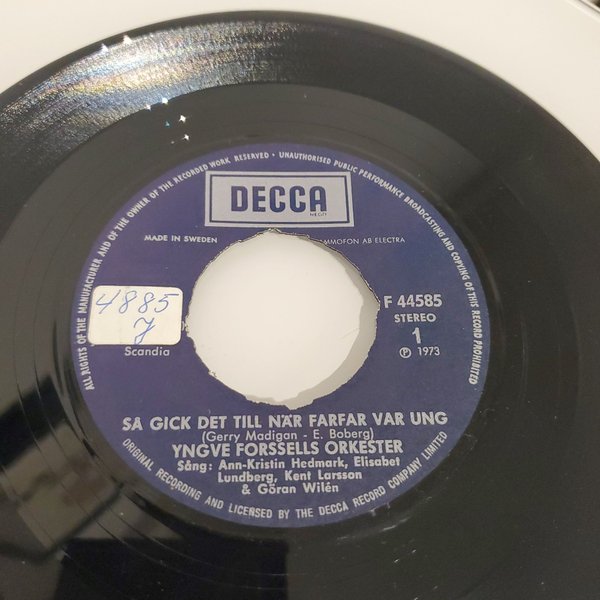 ALL RIGHTS OF THE MANUFACTURER AND OF THE OWNER OF THE RECORDED WORK RESERVED • UNAUTHORISED PUBLIC PERFORMANCE BROADCASTING AND COPYING OF THIS RECORD PROHIBITED
DECCA
MADE IN SWEDEN
AMMOFON AB ELECTRA
4885
F 44585
STEREO
1
Ⓟ 1973
Scandia
SÅ GICK DET TILL NÄR FARFAR VAR UNG
(Gerry Madigan - E. Boberg)
YNGVE FORSSELLS ORKESTER
Sång: Ann-Kristin Hedmark, Elisabet
Lundberg, Kent Larsson
& Göran Wilén
ORIGINAL RECORDING AND LICENSED BY THE DECCA RECORD COMPANY LIMITED